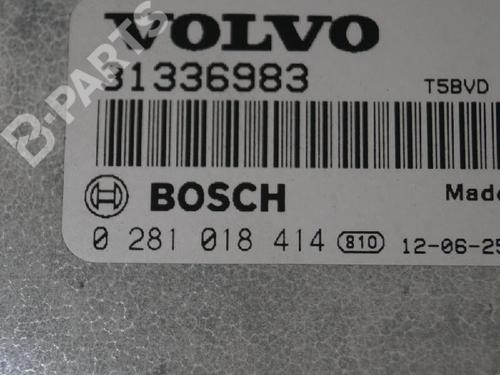 VOLVO
31336983 T5BVD
BOSCH Made
0 281 018 414 810 12-06-25
B-PARTS